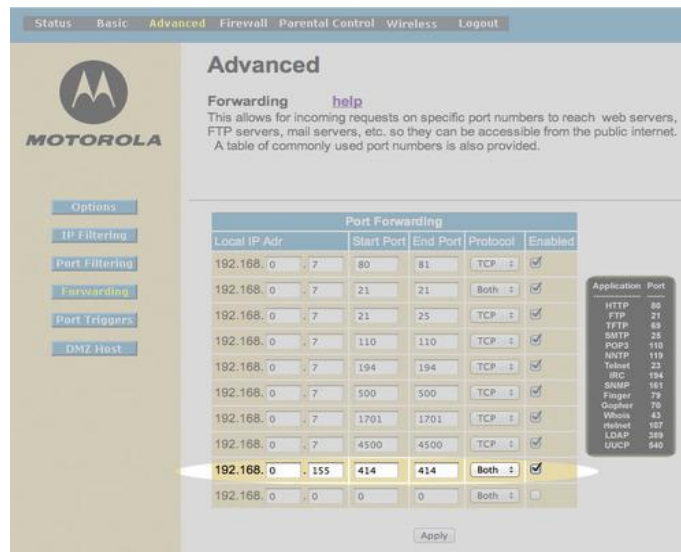 Status Basic Advanced Firewall Parental Control Wireless Logout
MOTOROLA
Options
IP Filtering
Port Filtering
Forwarding
Port Triggers
DMZ Host
Advanced
Forwarding help
This allows for incoming requests on specific port numbers to reach web servers,
FTP servers, mail servers, etc. so they can be accessible from the public internet.
A table of commonly used port numbers is also provided.
Port Forwarding
Local IP Adr Start Port End Port Protocol Enabled
192.168. 0 . 7 80 81 TCP
192.168. 0 . 7 21 21 Both
192.168. 0 . 7 21 25 TCP
192.168. 0 . 7 110 110 TCP
192.168. 0 . 7 194 194 TCP
192.168. 0 . 7 500 500 TCP
192.168. 0 . 7 1701 1701 TCP
192.168. 0 . 7 4500 4500 TCP
192.168. 0 . 155 414 414 Both
192.168. 0 . 0 0 0 Both
Apply
Application Port
HTTP 80
FTP 21
TFTP 69
SMTP 25
POP3 110
NNTP 119
Telnet 23
IRC 194
SNMP 161
Finger 79
Gopher 70
Whois 43
rtelnet 107
LDAP 389
UUCP 540